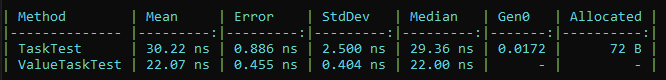 | Method | Mean | Error | StdDev | Median | Gen0 | Allocated |
|-------------- |---------:|---------:|---------:|---------:|-------:|----------:|
| TaskTest | 30.22 ns | 0.886 ns | 2.500 ns | 29.36 ns | 0.0172 | 72 B |
| ValueTaskTest | 22.07 ns | 0.455 ns | 0.404 ns | 22.00 ns | - | - |